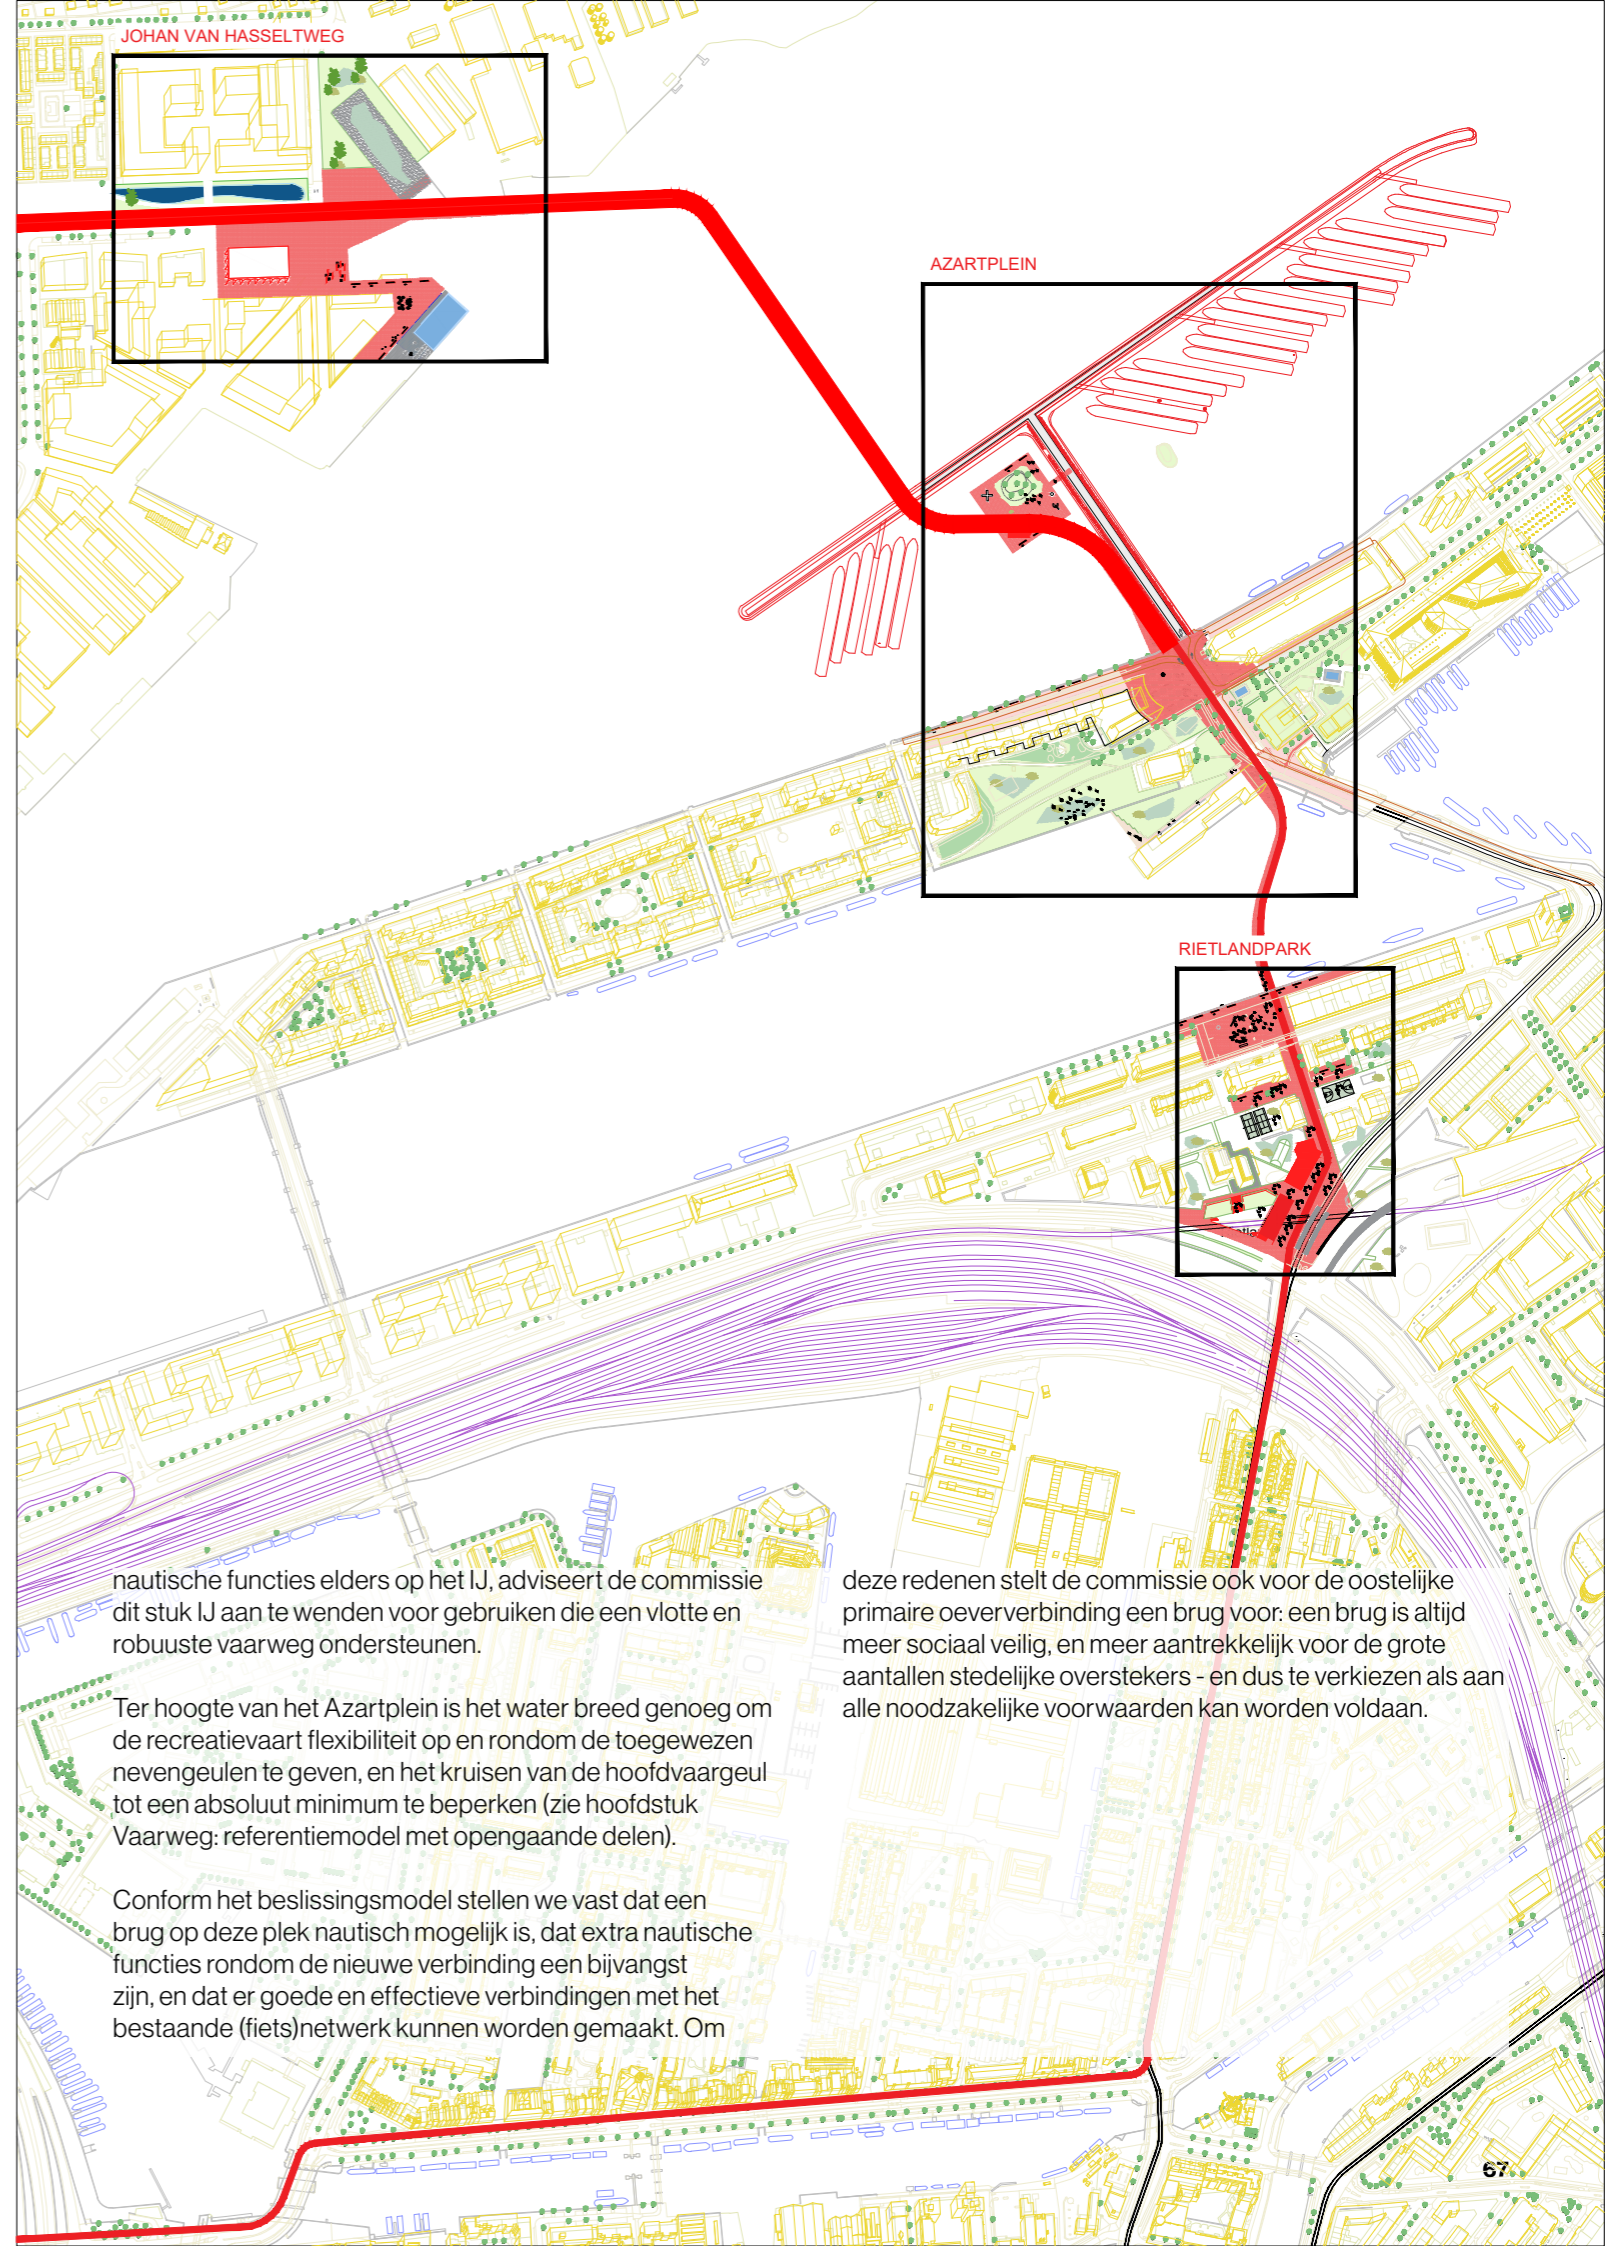 JOHAN VAN HASSELTWEG
AZARTPLEIN
RIETLANDPARK
nautische functies elders op het IJ, adviseert de commissie
dit stuk IJ aan te wenden voor gebruiken die een vlotte en
robuuste vaarweg ondersteunen.
Ter hoogte van het Azartplein is het water breed genoeg om
de recreatievaart flexibiliteit op en rondom de toegewezen
nevengeulen te geven, en het kruisen van de hoofdvaargeul
tot een absoluut minimum te beperken (zie hoofdstuk
Vaarweg: referentiemodel met opengaande delen).
Conform het beslissingsmodel stellen we vast dat een
brug op deze plek nautisch mogelijk is, dat extra nautische
functies rondom de nieuwe verbinding een bijvangst
zijn, en dat er goede en effectieve verbindingen met het
bestaande (fiets)netwerk kunnen worden gemaakt. Om
deze redenen stelt de commissie ook voor de oostelijke
primaire oeververbinding een brug voor: een brug is altijd
meer sociaal veilig, en meer aantrekkelijk voor de grote
aantallen stedelijke overstekers - en dus te verkiezen als aan
alle noodzakelijke voorwaarden kan worden voldaan.
67